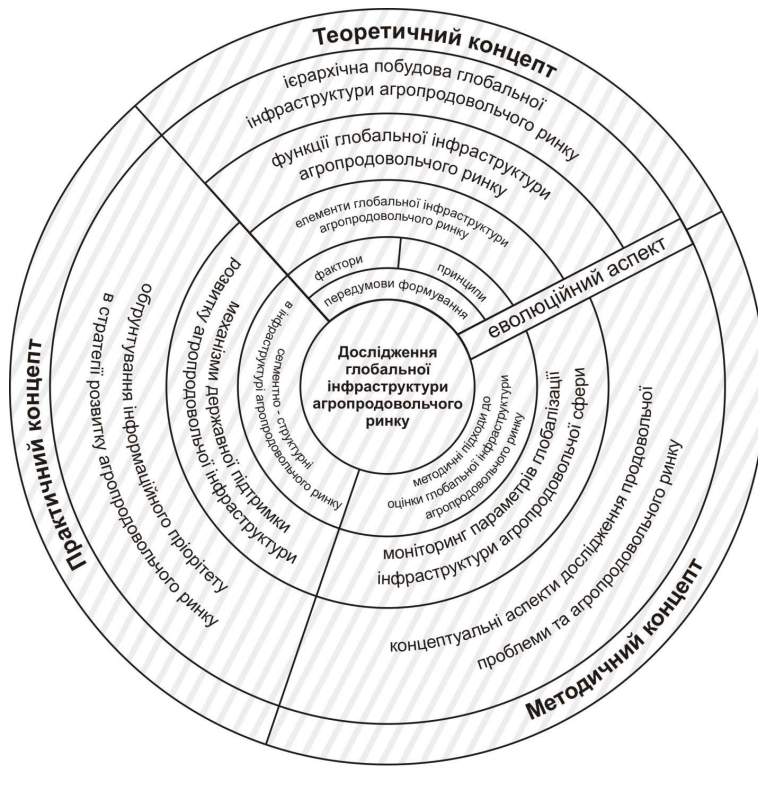 Теоретичний концепт
ієрархічна побудова глобальної
інфраструктури агропродовольчого ринку
функції глобальної інфраструктури
агропродовольчого ринку
елементи глобальної інфраструктури
агропродовольчого ринку
фактори
принципи
передумови формування
еволюційний аспект
Дослідження
глобальної
інфраструктури
агропродовольчого
ринку
методичні підходи до
оцінки глобальної інфраструктури
агропродовольчого ринку
моніторинг параметрів глобалізації
інфраструктури агропродовольчої сфери
концептуальні аспекти дослідження продовольчої
проблеми та агропродовольчого ринку
Методичний концепт
сегментно - структурні
в інфраструктурі агропродовольчого ринку
механізми державної підтримки
розвитку агропродовольчої інфраструктури
обґрунтування інформаційного пріорітету
в стратегії розвитку агропродовольчого ринку
Практичний концепт